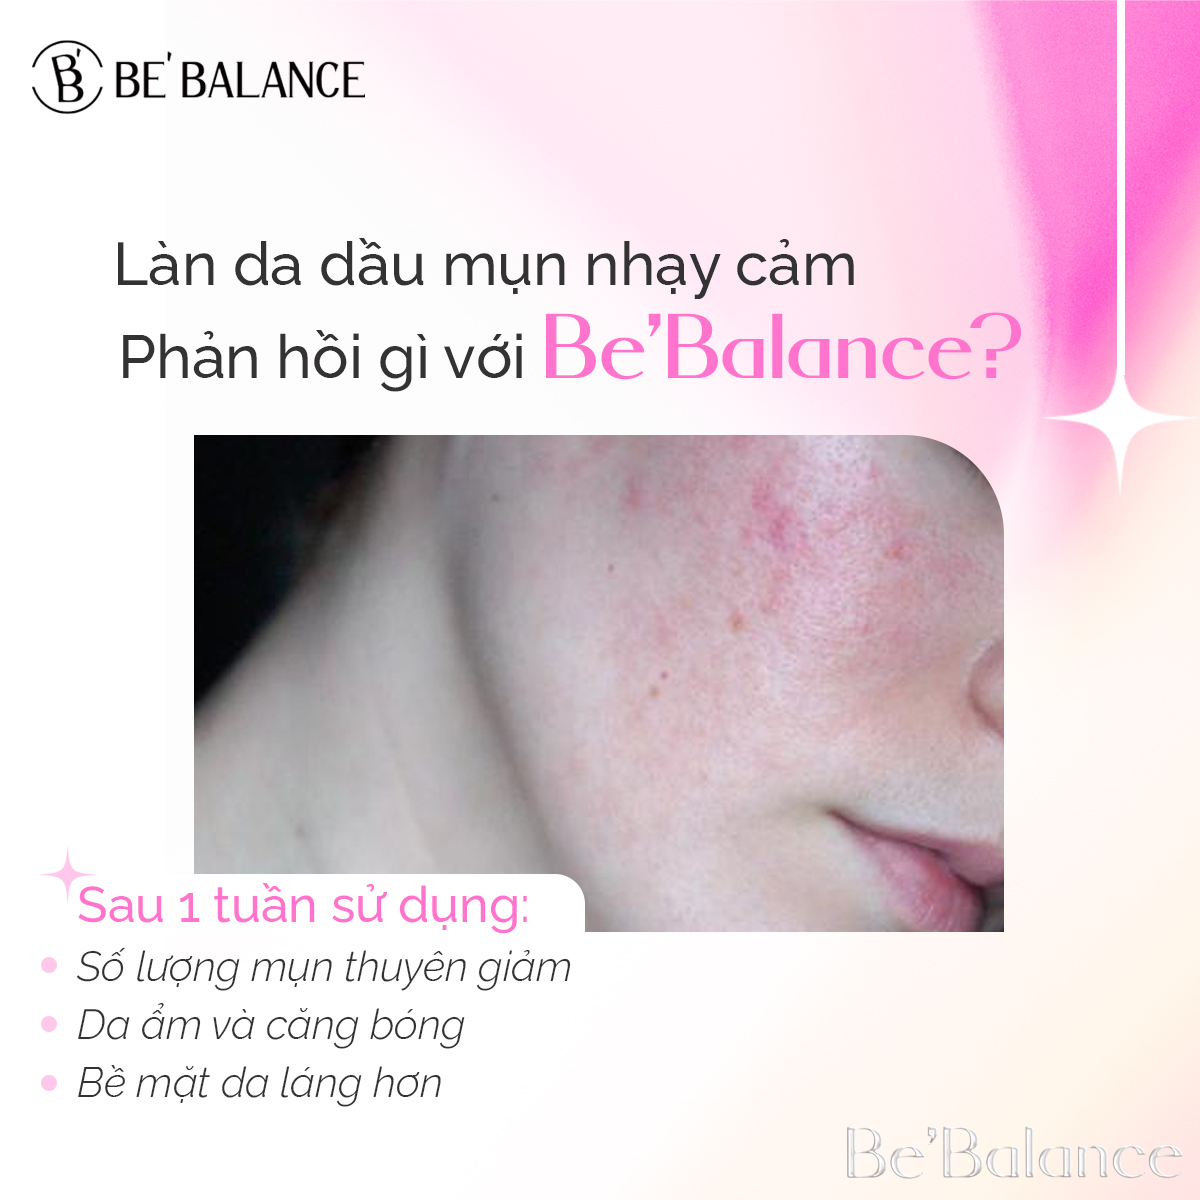 B' BE' BALANCE
Làn da dầu mụn nhạy cảm
Phản hồi gì với Be'Balance?
Sau 1 tuần sử dụng:
Số lượng mụn thuyên giảm
Da ẩm và căng bóng
Bề mặt da láng hơn
Be'Balance